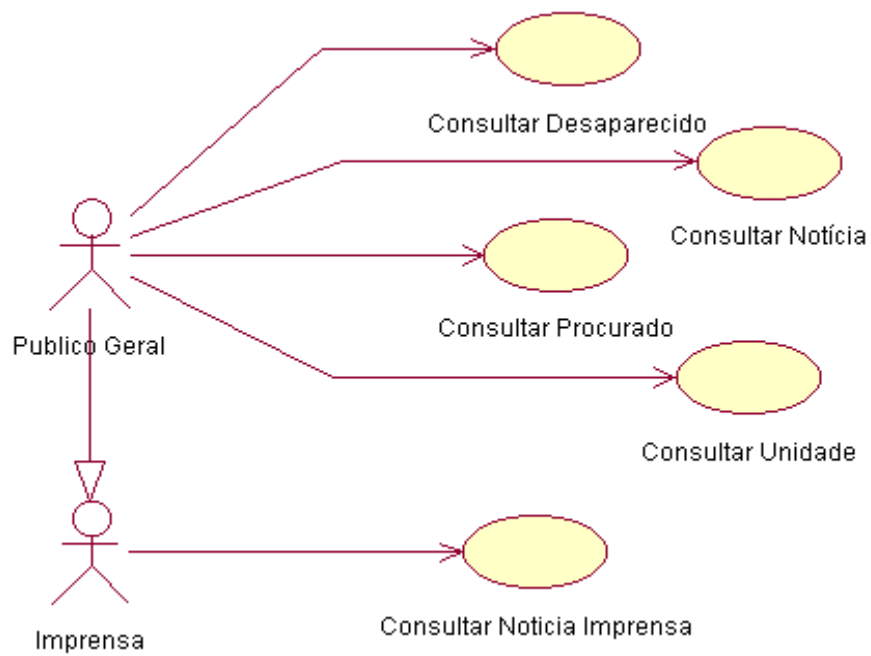 Consultar Desaparecido
Consultar Notícia
Consultar Procurado
Publico Geral
Consultar Unidade
Consultar Noticia Imprensa
Imprensa